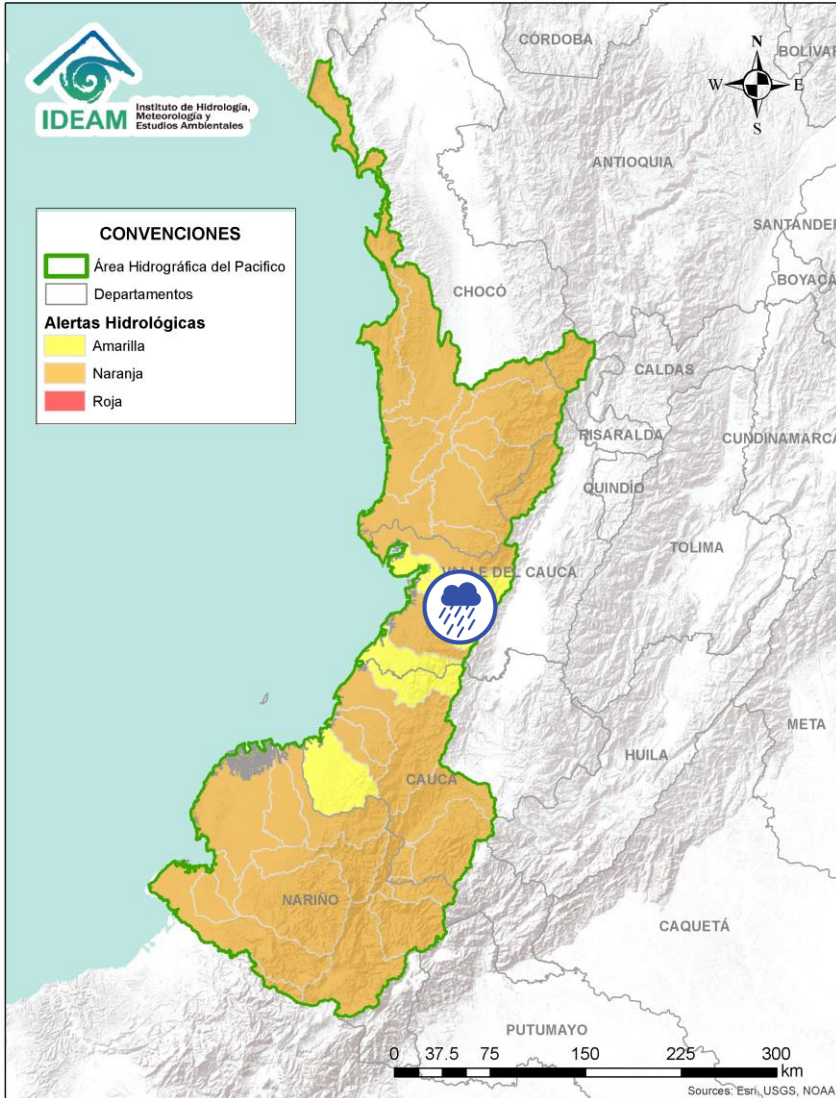 IDEAM
Instituto de Hidrología,
Meteorología y
Estudios Ambientales
CÓRDOBA
BOLÍVAR
N
W
E
S
ANTIOQUIA
SANTANDER
BOYACÁ
CONVENCIONES
Área Hidrográfica del Pacifico
Departamentos
Alertas Hidrológicas
Amarilla
Naranja
Roja
CHOCÓ
CALDAS
RISARALDA
CUNDINAMARCA
QUINDÍO
TOLIMA
VALLE DEL CAUCA
META
HUILA
CAUCA
NARIÑO
CAQUETÁ
PUTUMAYO
0 37.5 75 150 225 300
km
Sources: Esri, USGS, NOAA